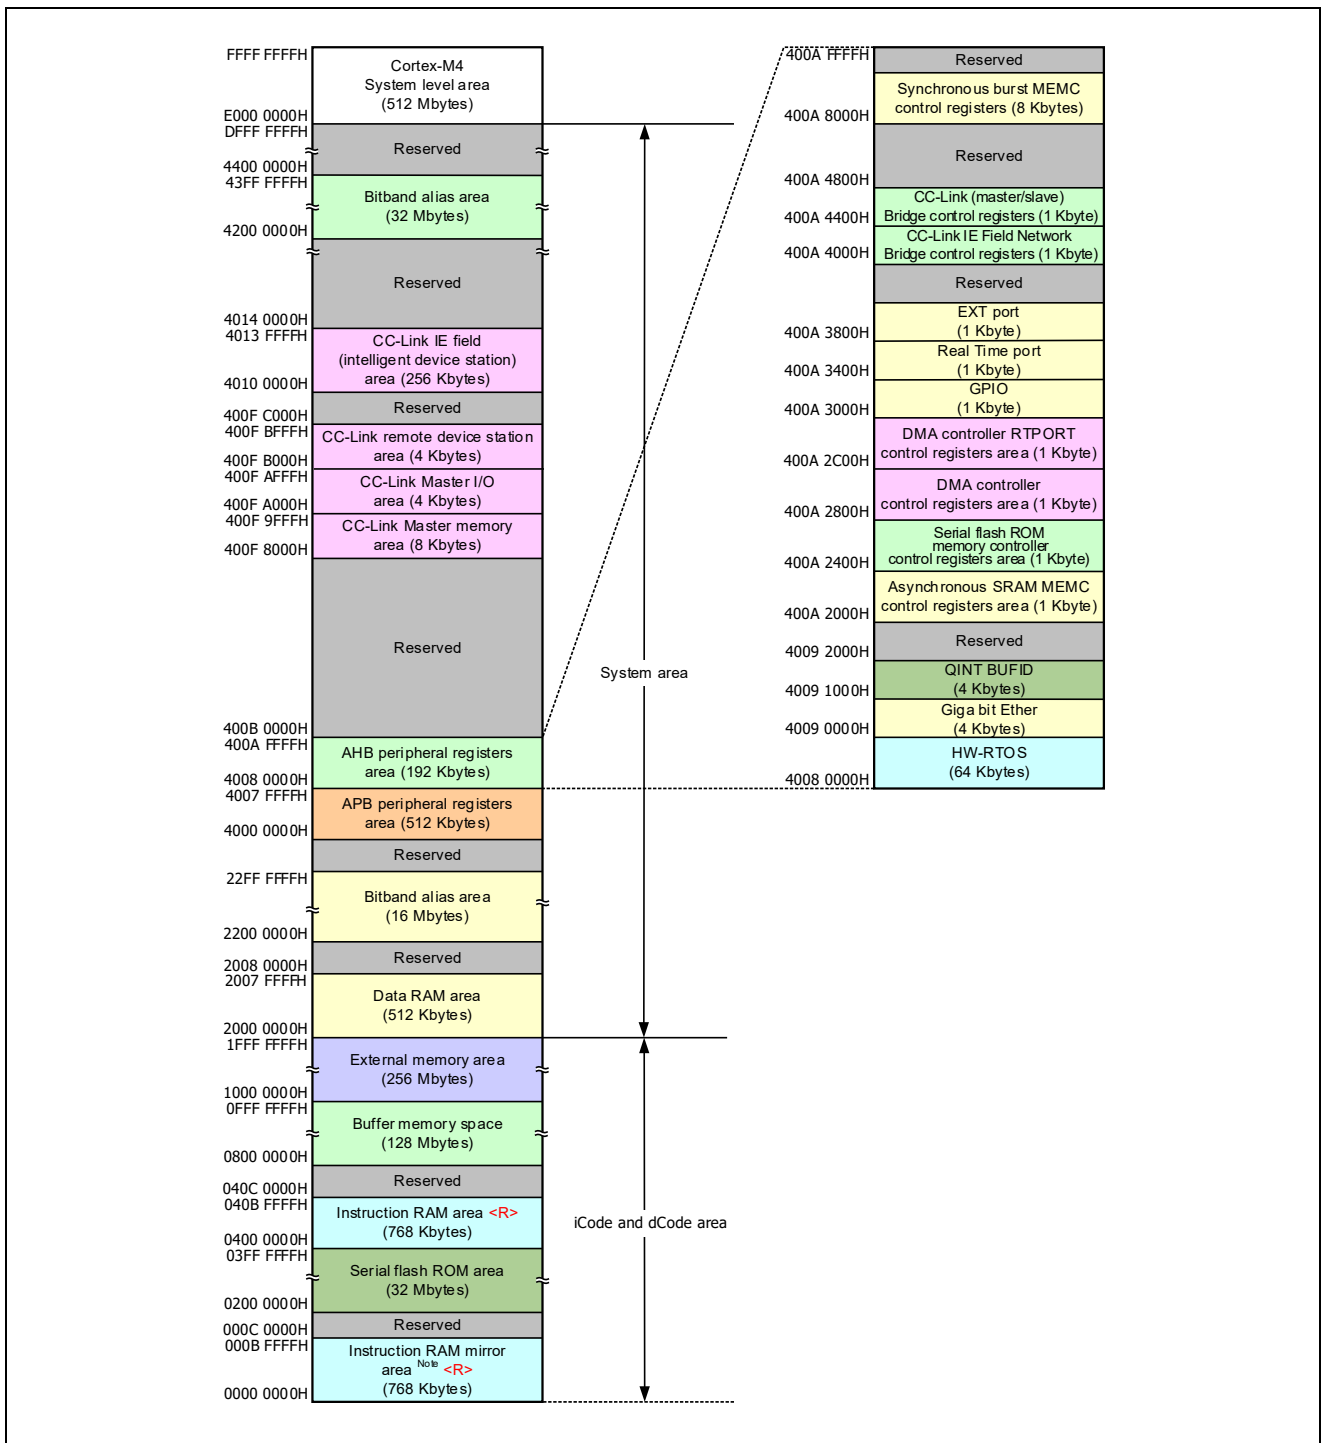 FFFF FFFFH
Cortex-M4
System level area
(512 Mbytes)
E000 0000H
DFFF FFFFH
Reserved
4400 0000H
43FF FFFFH
Bitband alias area
(32 Mbytes)
4200 0000H
Reserved
4014 0000H
4013 FFFFH
CC-Link IE field
(intelligent device station)
area (256 Kbytes)
4010 0000H
Reserved
400F C000H
400F BFFFH
CC-Link remote device station
area (4 Kbytes)
400F B000H
400F AFFFH
CC-Link Master I/O
area (4 Kbytes)
400F A000H
400F 9FFFH
CC-Link Master memory
area (8 Kbytes)
400F 8000H
Reserved
400B 0000H
400A FFFFH
AHB peripheral registers
area (192 Kbytes)
4008 0000H
4007 FFFFH
APB peripheral registers
area (512 Kbytes)
4000 0000H
Reserved
22FF FFFFH
Bitband alias area
(16 Mbytes)
2200 0000H
Reserved
2008 0000H
2007 FFFFH
Data RAM area
(512 Kbytes)
2000 0000H
1FFF FFFFH
External memory area
(256 Mbytes)
1000 0000H
0FFF FFFFH
Buffer memory space
(128 Mbytes)
0800 0000H
Reserved
040C 0000H
040B FFFFH
Instruction RAM area <R>
(768 Kbytes)
0400 0000H
03FF FFFFH
Serial flash ROM area
(32 Mbytes)
0200 0000H
Reserved
000C 0000H
000B FFFFH
Instruction RAM mirror
area Note <R>
(768 Kbytes)
0000 0000H
System area
iCode and dCode area
400A FFFFH
Reserved
Synchronous burst MEMC
control registers (8 Kbytes)
400A 8000H
Reserved
400A 4800H
CC-Link (master/slave)
Bridge control registers (1 Kbyte)
400A 4400H
CC-Link IE Field Network
Bridge control registers (1 Kbyte)
400A 4000H
Reserved
EXT port
(1 Kbyte)
400A 3800H
Real Time port
(1 Kbyte)
400A 3400H
GPIO
(1 Kbyte)
400A 3000H
DMA controller RTPORT
control registers area (1 Kbyte)
400A 2C00H
DMA controller
control registers area (1 Kbyte)
400A 2800H
Serial flash ROM
memory controller
control registers area (1 Kbyte)
400A 2400H
Asynchronous SRAM MEMC
control registers area (1 Kbyte)
400A 2000H
Reserved
4009 2000H
QINT BUFID
(4 Kbytes)
4009 1000H
Giga bit Ether
(4 Kbytes)
4009 0000H
HW-RTOS
(64 Kbytes)
4008 0000H